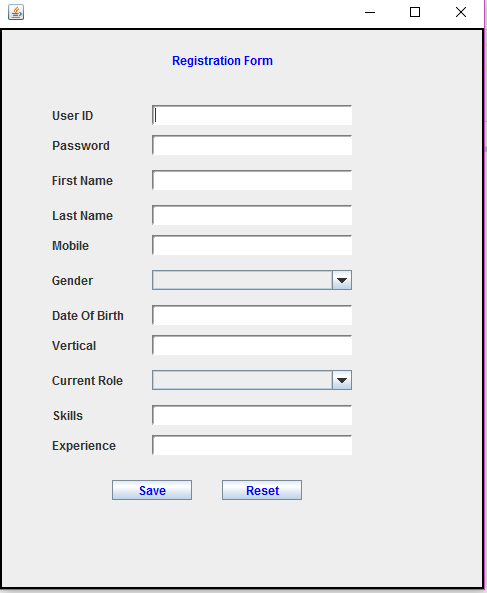 Registration Form
User ID
Password
First Name
Last Name
Mobile
Gender
Date Of Birth
Vertical
Current Role
Skills
Experience
Save Reset